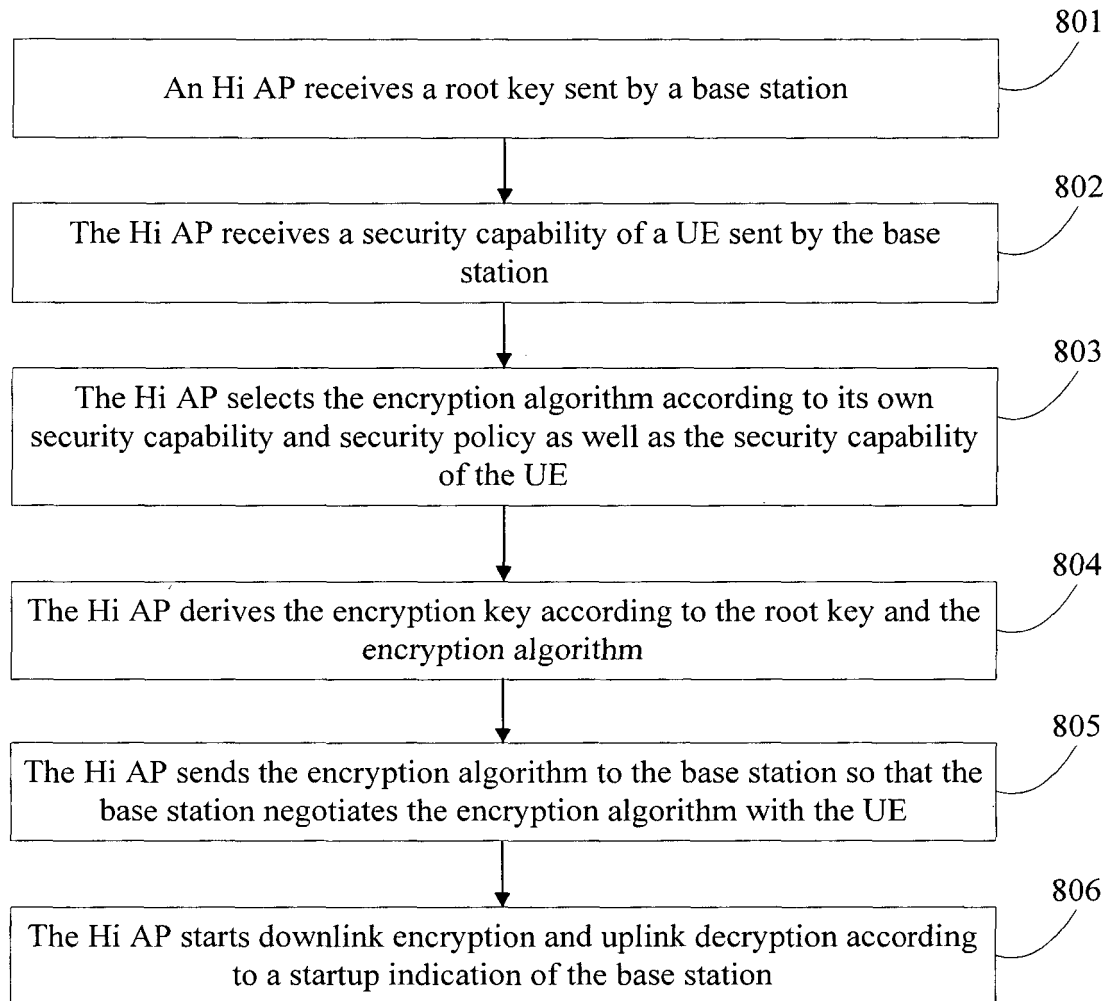 801
An Hi AP receives a root key sent by a base station
802
The Hi AP receives a security capability of a UE sent by the base
station
803
The Hi AP selects the encryption algorithm according to its own
security capability and security policy as well as the security capability
of the UE
804
The Hi AP derives the encryption key according to the root key and the
encryption algorithm
805
The Hi AP sends the encryption algorithm to the base station so that the
base station negotiates the encryption algorithm with the UE
806
The Hi AP starts downlink encryption and uplink decryption according
to a startup indication of the base station